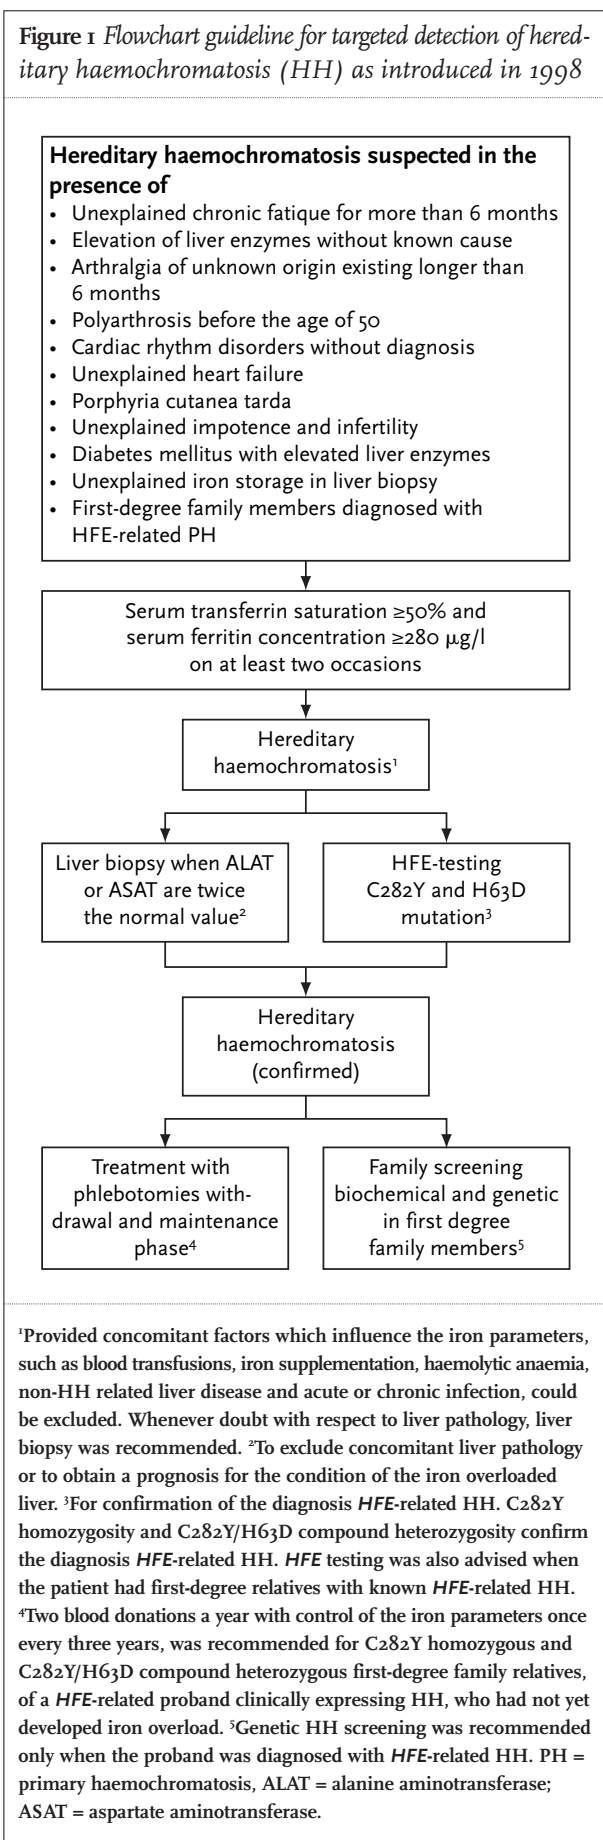 Figure 1 Flowchart guideline for targeted detection of hered-
itary haemochromatosis (HH) as introduced in 1998
Hereditary haemochromatosis suspected in the
presence of
• Unexplained chronic fatique for more than 6 months
• Elevation of liver enzymes without known cause
• Arthralgia of unknown origin existing longer than
6 months
• Polyarthrosis before the age of 50
• Cardiac rhythm disorders without diagnosis
• Unexplained heart failure
• Porphyria cutanea tarda
• Unexplained impotence and infertility
• Diabetes mellitus with elevated liver enzymes
• Unexplained iron storage in liver biopsy
• First-degree family members diagnosed with
HFE-related PH
Serum transferrin saturation ≥50% and
serum ferritin concentration ≥280 µg/l
on at least two occasions
Hereditary
haemochromatosis¹
Liver biopsy when ALAT
or ASAT are twice
the normal value²
HFE-testing
C282Y and H63D
mutation³
Hereditary
haemochromatosis
(confirmed)
Treatment with
phlebotomies with-
drawal and maintenance
phase⁴
Family screening
biochemical and genetic
in first degree
family members⁵
¹Provided concomitant factors which influence the iron parameters,
such as blood transfusions, iron supplementation, haemolytic anaemia,
non-HH related liver disease and acute or chronic infection, could
be excluded. Whenever doubt with respect to liver pathology, liver
biopsy was recommended. ²To exclude concomitant liver pathology
or to obtain a prognosis for the condition of the iron overloaded
liver. ³For confirmation of the diagnosis HFE-related HH. C282Y
homozygosity and C282Y/H63D compound heterozygosity confirm
the diagnosis HFE-related HH. HFE testing was also advised when
the patient had first-degree relatives with known HFE-related HH.
⁴Two blood donations a year with control of the iron parameters once
every three years, was recommended for C282Y homozygous and
C282Y/H63D compound heterozygous first-degree family relatives,
of a HFE-related proband clinically expressing HH, who had not yet
developed iron overload. ⁵Genetic HH screening was recommended
only when the proband was diagnosed with HFE-related HH. PH =
primary haemochromatosis, ALAT = alanine aminotransferase;
ASAT = aspartate aminotransferase.